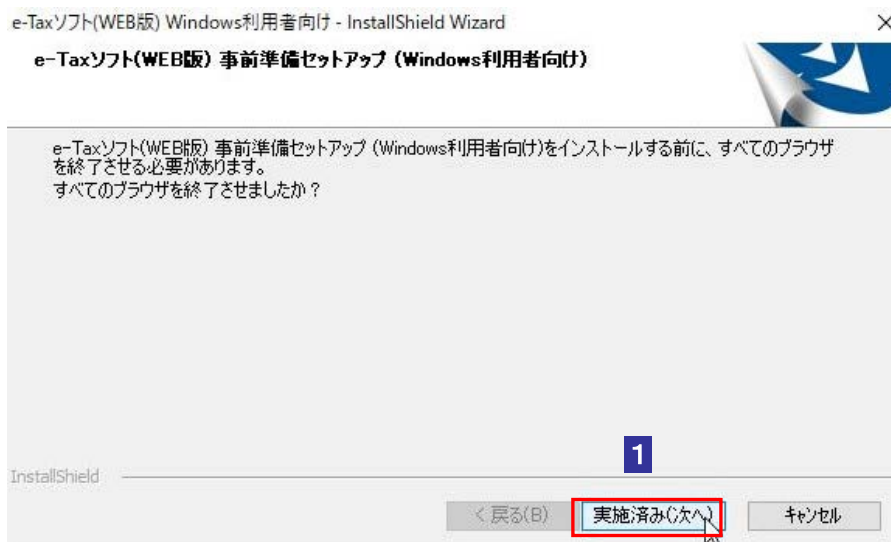 e-Taxソフト(WEB版) Windows利用者向け - InstallShield Wizard
e-Taxソフト(WEB版) 事前準備セットアップ (Windows利用者向け)
e-Taxソフト(WEB版) 事前準備セットアップ (Windows利用者向け)をインストールする前に、すべてのブラウザ
を終了させる必要があります。
すべてのブラウザを終了させましたか？
1
InstallShield
< 戻る(B)
実施済み(次へ)
キャンセル